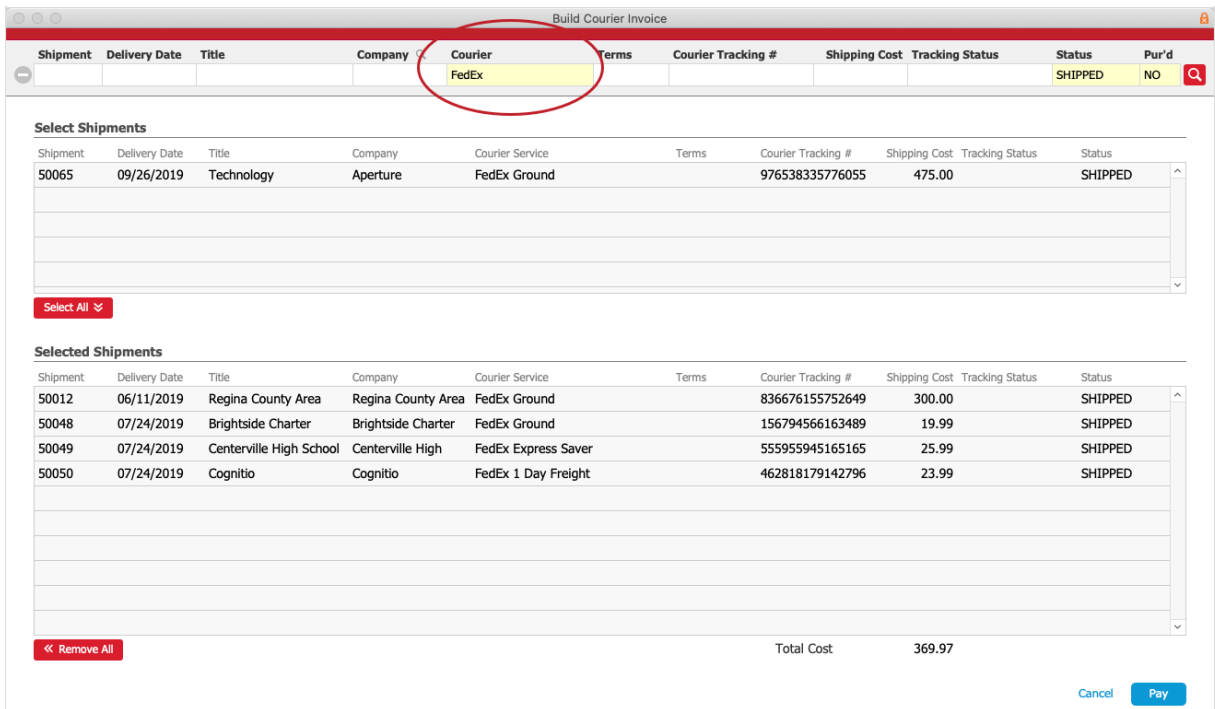 Build Courier Invoice
Shipment Delivery Date Title Company Courier Terms Courier Tracking # Shipping Cost Tracking Status Status Pur'd
FedEx SHIPPED NO
Select Shipments
Shipment Delivery Date Title Company Courier Service Terms Courier Tracking # Shipping Cost Tracking Status Status
50065 09/26/2019 Technology Aperture FedEx Ground 976538335776055 475.00 SHIPPED
Select All
Selected Shipments
Shipment Delivery Date Title Company Courier Service Terms Courier Tracking # Shipping Cost Tracking Status Status
50012 06/11/2019 Regina County Area Regina County Area FedEx Ground 836676155752649 300.00 SHIPPED
50048 07/24/2019 Brightside Charter Brightside Charter FedEx Ground 156794566163489 19.99 SHIPPED
50049 07/24/2019 Centerville High School Centerville High FedEx Express Saver 555955945165165 25.99 SHIPPED
50050 07/24/2019 Cognitio Cognitio FedEx 1 Day Freight 462818179142796 23.99 SHIPPED
Remove All Total Cost 369.97
Cancel Pay